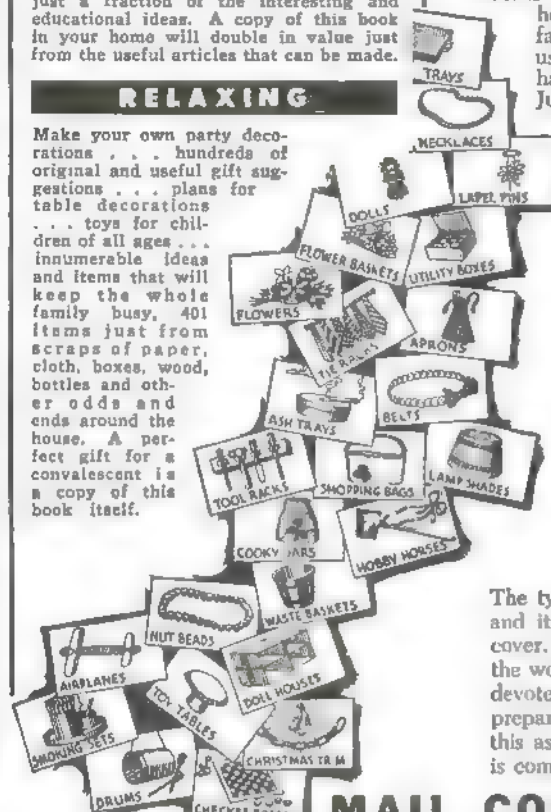 just a fraction of the interesting and
educational ideas. A copy of this book
in your home will double in value just
from the useful articles that can be made.
RELAXING
Make your own party deco-
rations . . . hundreds of
original and useful gift sug-
gestions . . . plans for
table decorations
. . . toys for chil-
dren of all ages . . .
innumerable ideas
and items that will
keep the whole
family busy. 401
items just from
scraps of paper,
cloth, boxes, wood,
bottles and oth-
er odds and
ends around the
house. A per-
fect gift for a
convalescent is
a copy of this
book itself.
TRAYS
NECKLACES
DOLLS
LAPEL PINS
FLOWER BASKETS
UTILITY BOXES
FLOWERS
TIE RACKS
APRONS
ASH TRAYS
BELTS
TOOL RACKS
SHOPPING BAGS
LAMP SHADES
COOKY JARS
HOBBY HORSES
NUT BEADS
WASTE BASKETS
AIRPLANES
TOY TABLES
DOLL HOUSES
SMOKING SETS
CHRISTMAS TRIM
DRUMS
The ty
and it
cover.
the wo
devote
prepar
this as
is com
MAIL CO